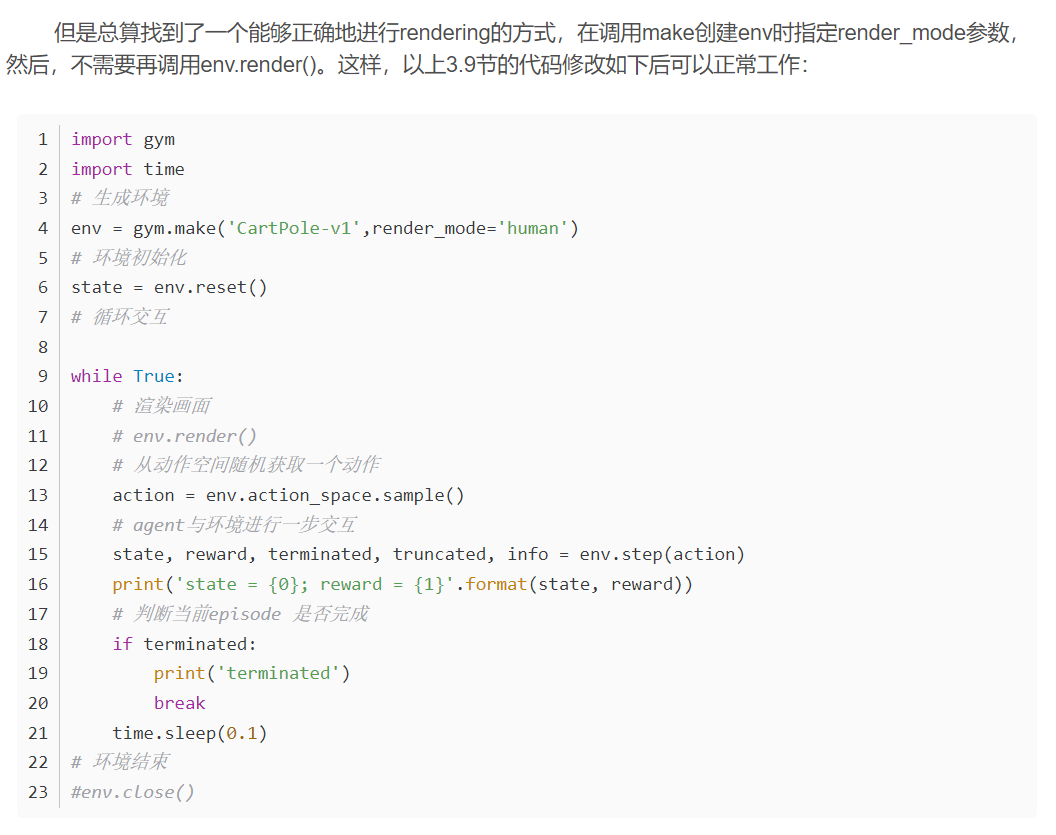 但是总算找到了一个能够正确地进行rendering的方式，在调用make创建env时指定render_mode参数，
然后，不需要再调用env.render()。这样，以上3.9节的代码修改如下后可以正常工作：
1 import gym
2 import time
3 # 生成环境
4 env = gym.make('CartPole-v1',render_mode='human')
5 # 环境初始化
6 state = env.reset()
7 # 循环交互
8
9 while True:
10     # 渲染画面
11     # env.render()
12     # 从动作空间随机获取一个动作
13     action = env.action_space.sample()
14     # agent与环境进行一步交互
15     state, reward, terminated, truncated, info = env.step(action)
16     print('state = {0}; reward = {1}'.format(state, reward))
17     # 判断当前episode 是否完成
18     if terminated:
19         print('terminated')
20         break
21     time.sleep(0.1)
22 # 环境结束
23 #env.close()